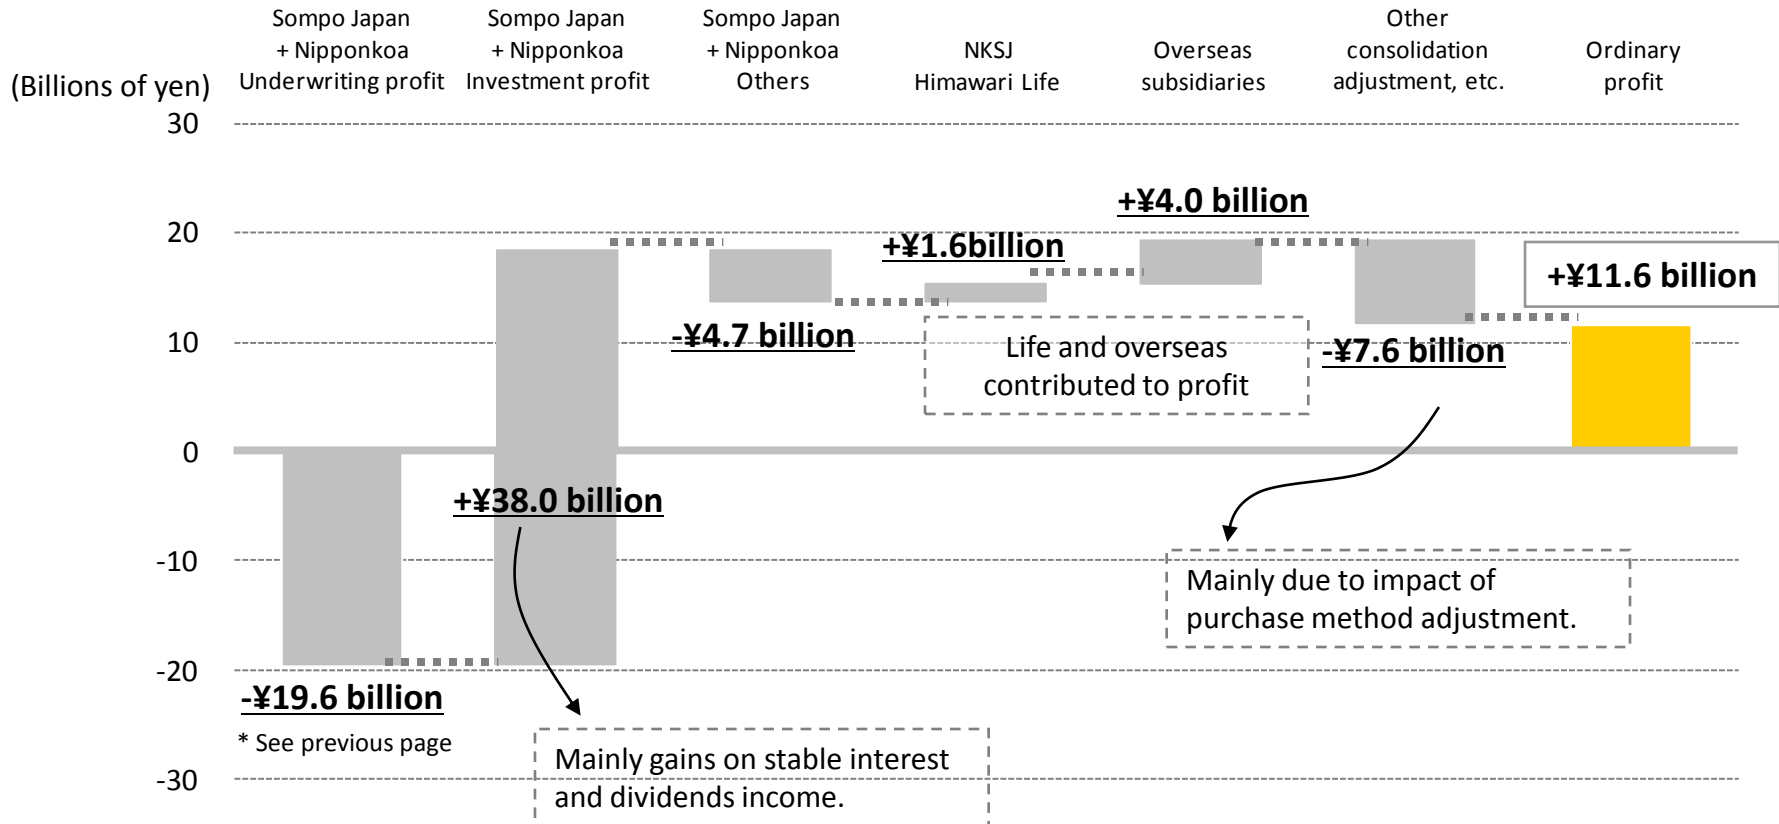 Sompo Japan
+ Nipponkoa
Underwriting profit
Sompo Japan
+ Nipponkoa
Investment profit
Sompo Japan
+ Nipponkoa
Others
NKSJ
Himawari Life
Overseas
subsidiaries
Other
consolidation
adjustment, etc.
Ordinary
profit
(Billions of yen)
30
20
10
0
-10
-20
-30
-¥19.6 billion
* See previous page
+¥38.0 billion
Mainly gains on stable interest
and dividends income.
-¥4.7 billion
+¥1.6billion
+¥4.0 billion
Life and overseas
contributed to profit
-¥7.6 billion
Mainly due to impact of
purchase method adjustment.
+¥11.6 billion